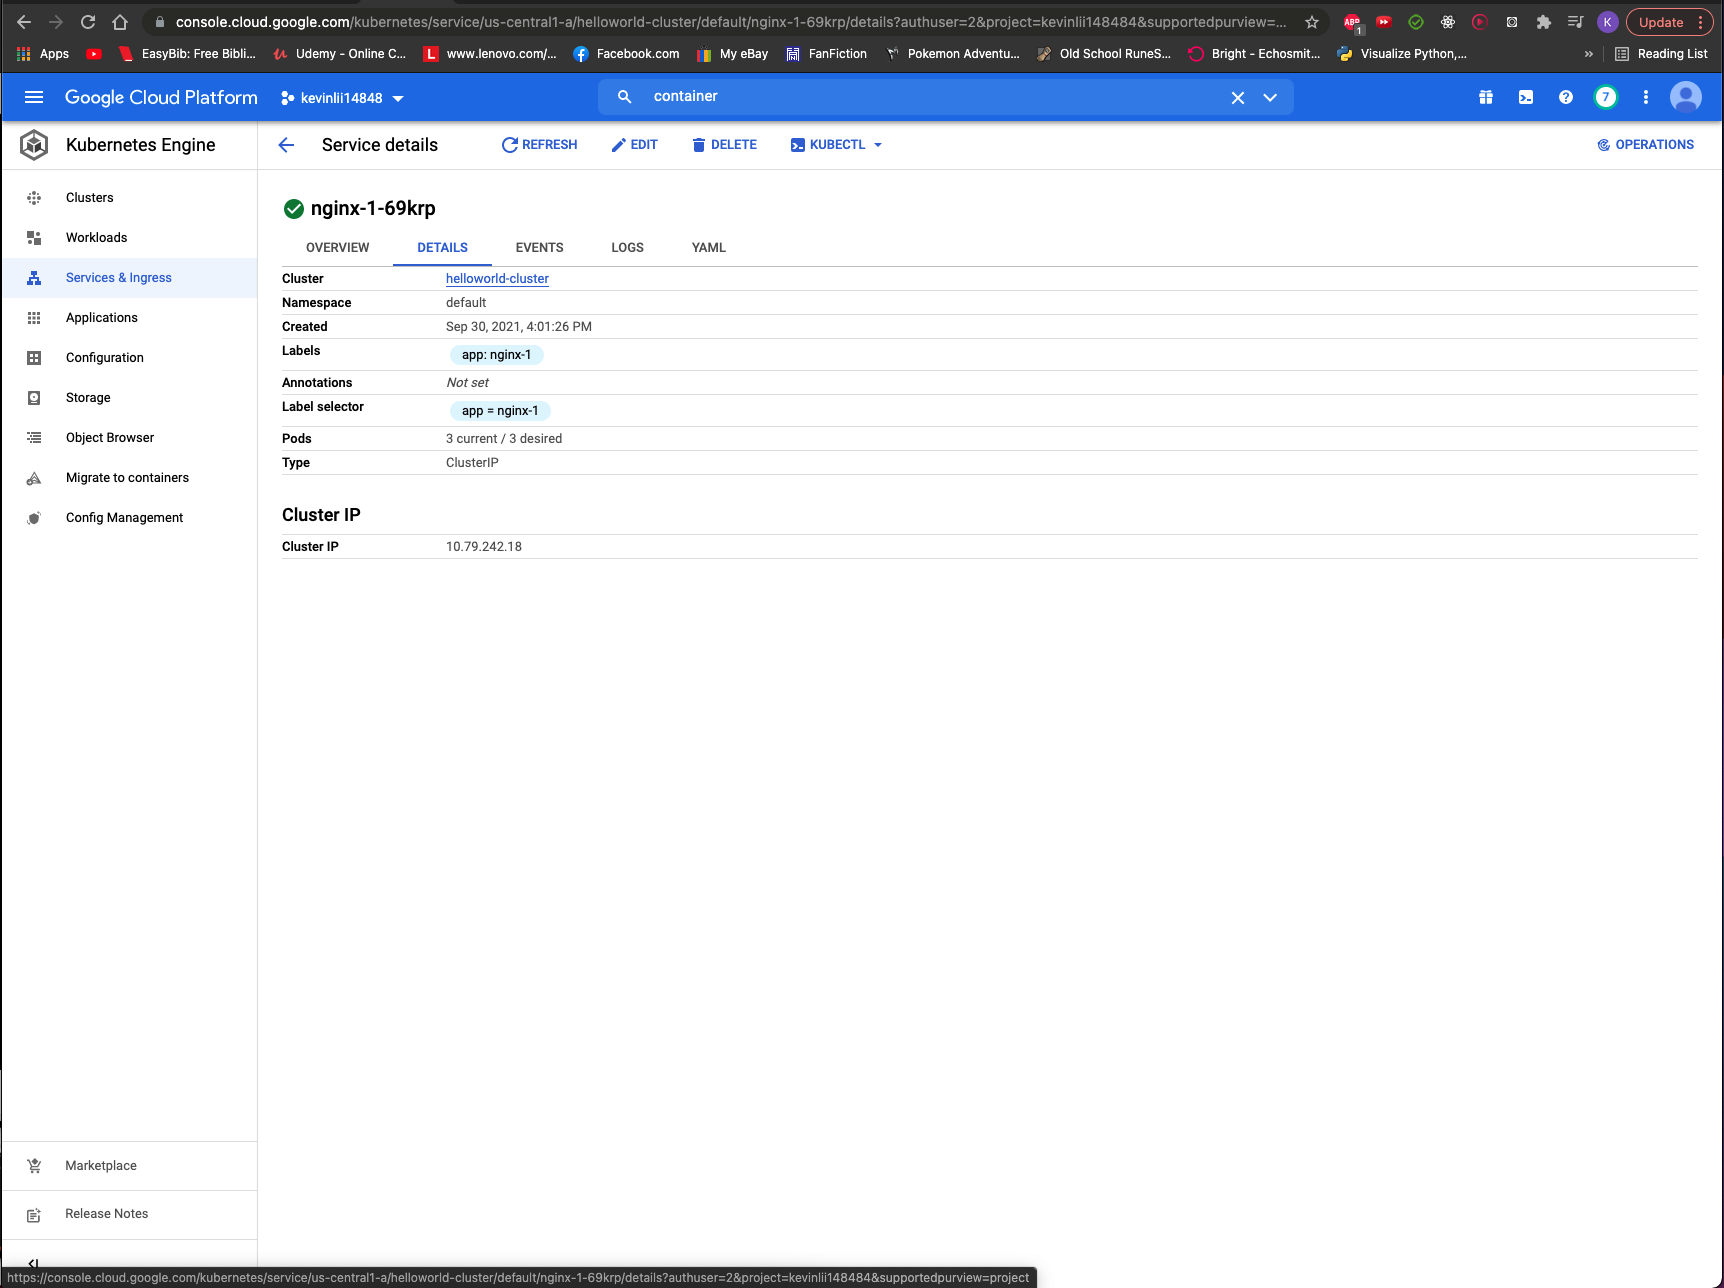 console.cloud.google.com/kubernetes/service/us-central1-a/helloworld-cluster/default/nginx-1-69krp/details?authuser=2&project=kevinlii148484&supportedpurview=...
ABP 1 K Update
Apps EasyBib: Free Bibli... Udemy - Online C... L www.lenovo.com/... Facebook.com My eBay FanFiction Pokemon Adventu... Old School RuneS... Bright - Echosmit... Visualize Python,... » Reading List
Google Cloud Platform kevinlii14848 container 7
Kubernetes Engine Service details REFRESH EDIT DELETE KUBECTL OPERATIONS
Clusters
Workloads
Services & Ingress
Applications
Configuration
Storage
Object Browser
Migrate to containers
Config Management
Marketplace
Release Notes
nginx-1-69krp
OVERVIEW DETAILS EVENTS LOGS YAML
Cluster helloworld-cluster
Namespace default
Created Sep 30, 2021, 4:01:26 PM
Labels app: nginx-1
Annotations Not set
Label selector app = nginx-1
Pods 3 current / 3 desired
Type ClusterIP
Cluster IP
Cluster IP 10.79.242.18
https://console.cloud.google.com/kubernetes/service/us-central1-a/helloworld-cluster/default/nginx-1-69krp/details?authuser=2&project=kevinlii148484&supportedpurview=project